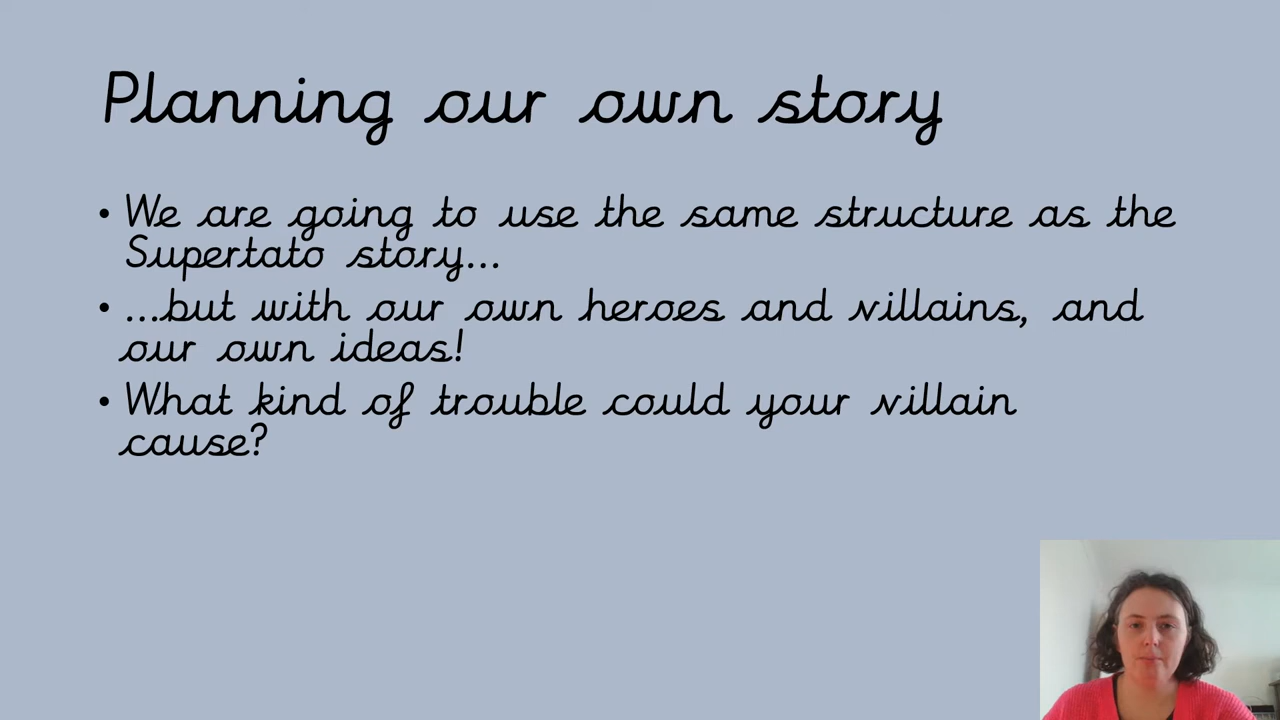 Planning our own story
• We are going to use the same structure as the
Supertato story...
• ...but with our own heroes and villains, and
our own ideas!
• What kind of trouble could your villain
cause?